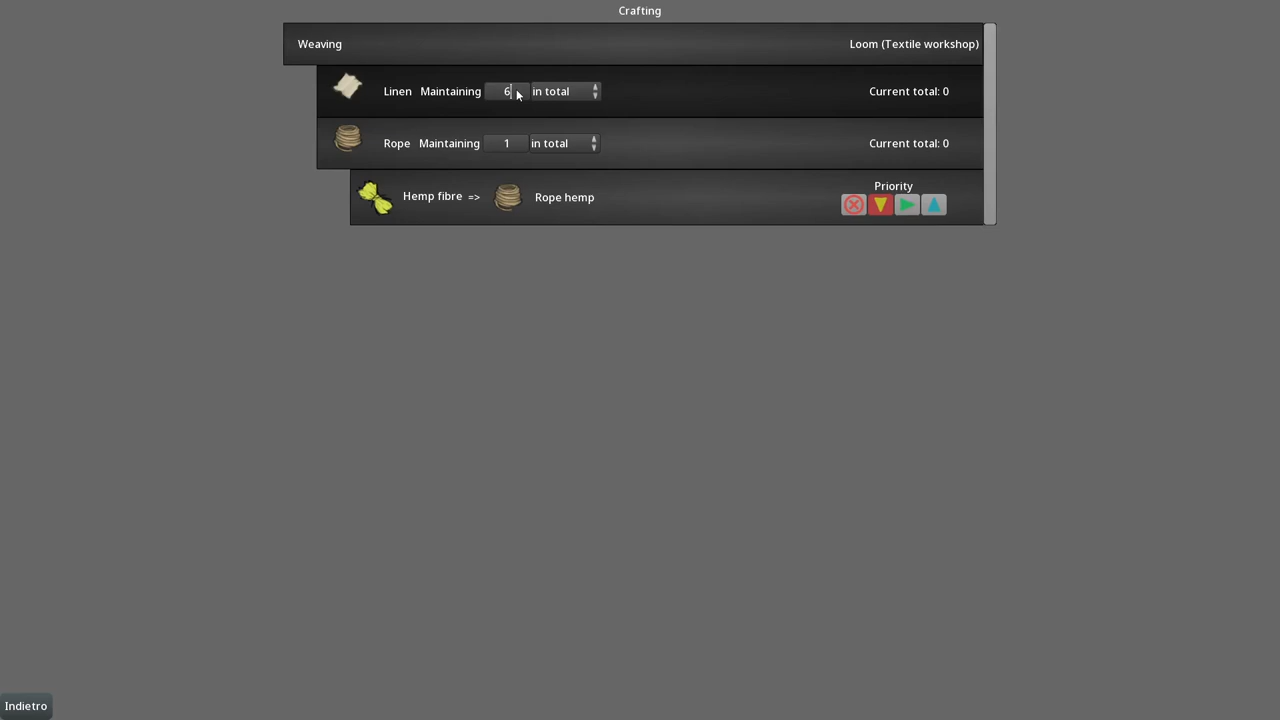 Crafting
Weaving Loom (Textile workshop)
Linen Maintaining 6 in total Current total: 0
Rope Maintaining 1 in total Current total: 0
Priority
Hemp fibre => Rope hemp
Indietro